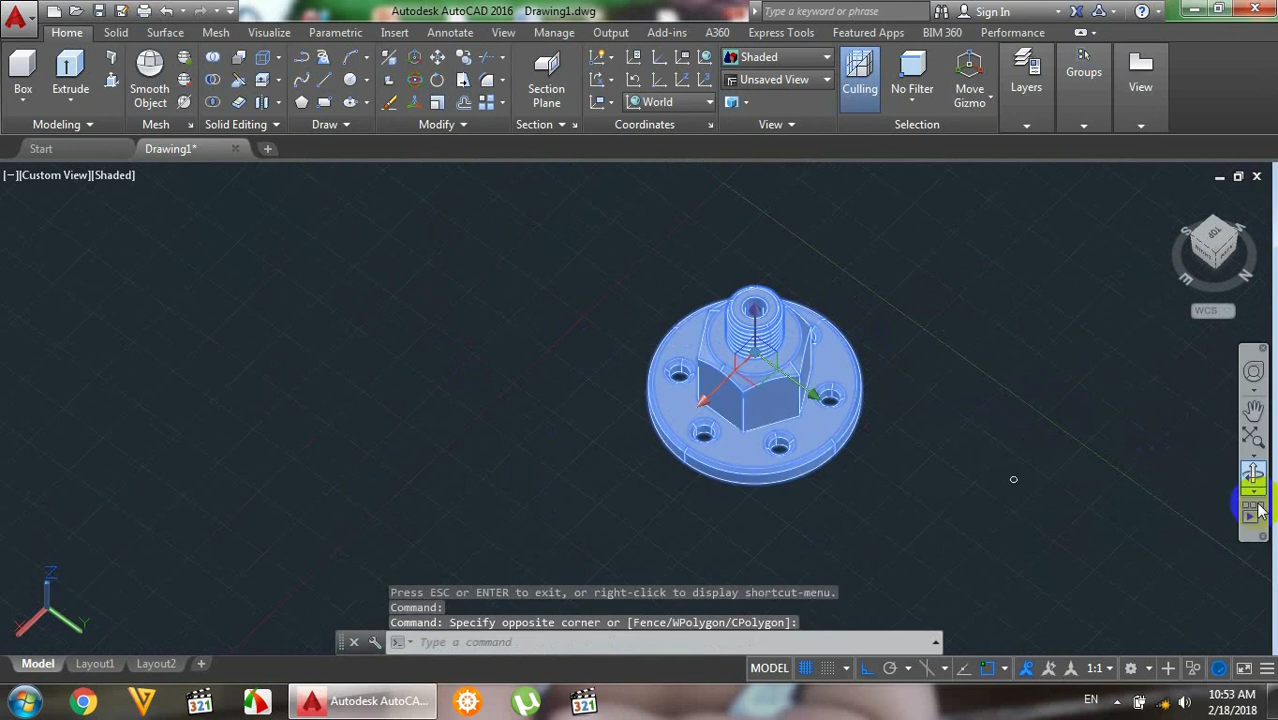 Autodesk AutoCAD 2016 Drawing1.dwg
Type a keyword or phrase
Sign In
Home Solid Surface Mesh Visualize Parametric Insert Annotate View Manage Output Add-ins A360 Express Tools Featured Apps BIM 360 Performance
Box
Extrude
Smooth Object
Section Plane
Shaded
Unsaved View
World
Culling
No Filter
Move Gizmo
Layers
Groups
View
Modeling Mesh Solid Editing Draw Modify Section Coordinates View Selection
Start Drawing1*
[−][Custom View][Shaded]
TOP
S
N
E
N
WCS
Z
X
Y
Press ESC or ENTER to exit, or right-click to display shortcut-menu.
Command:
Command: Specify opposite corner or [Fence/WPolygon/CPolygon]:
Type a command
Model Layout1 Layout2
MODEL
1:1
321
Autodesk AutoCA...
321
EN
10:53 AM
2/18/2018